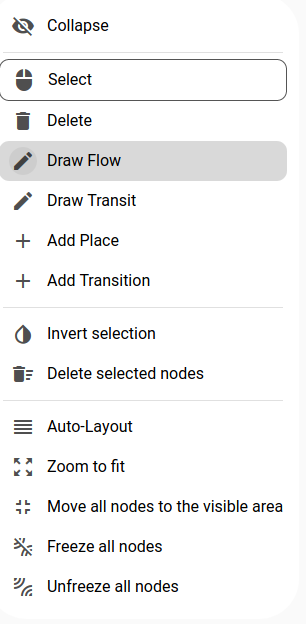 Collapse
Select
Delete
Draw Flow
Draw Transit
Add Place
Add Transition
Invert selection
Delete selected nodes
Auto-Layout
Zoom to fit
Move all nodes to the visible area
Freeze all nodes
Unfreeze all nodes